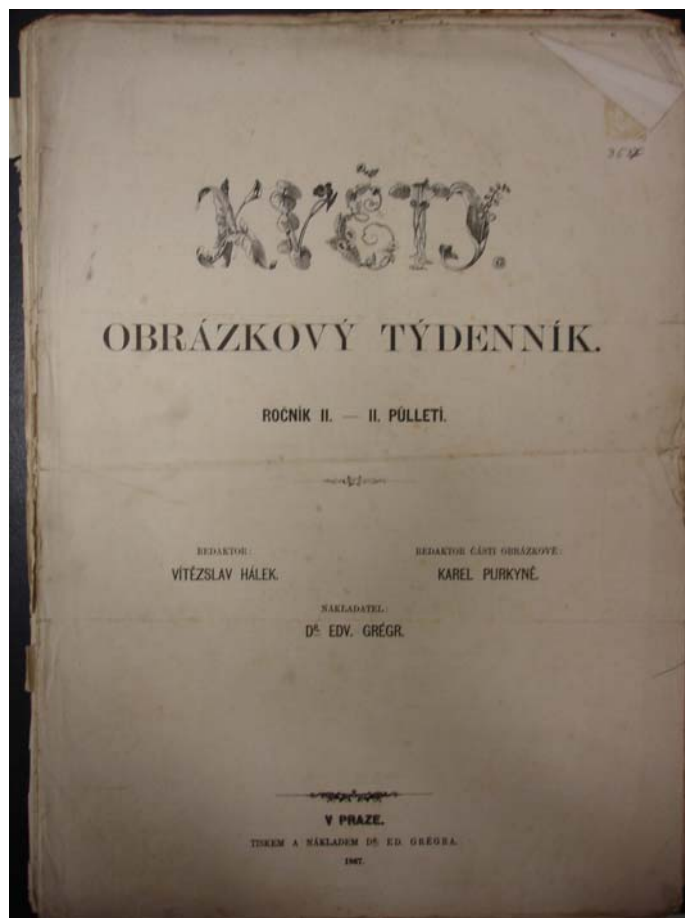 KVĚTY.
OBRÁZKOVÝ TÝDENNÍK.
ROČNÍK II. — II. PŮLLETÍ.
REDAKTOR:
VÍTĚZSLAV HÁLEK.
REDAKTOR ČÁSTI OBRÁZKOVÉ:
KAREL PURKYNĚ.
NAKLADATEL:
DR. EDV. GRÉGR.
V PRAZE.
TISKEM A NÁKLADEM DR. ED. GRÉGRA.
1867.